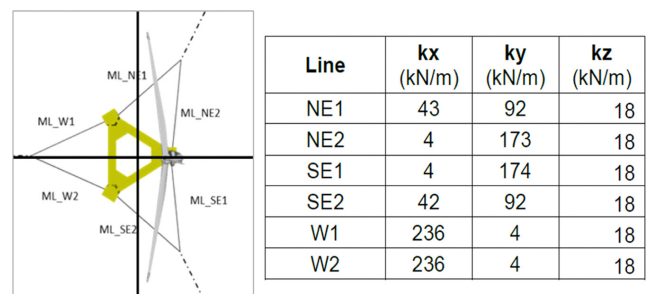 ML_NE1
ML_NE2
ML_W1
ML_W2
ML_SE1
ML_SE2
Line kx (kN/m) ky (kN/m) kz (kN/m)
NE1 43 92 18
NE2 4 173 18
SE1 4 174 18
SE2 42 92 18
W1 236 4 18
W2 236 4 18